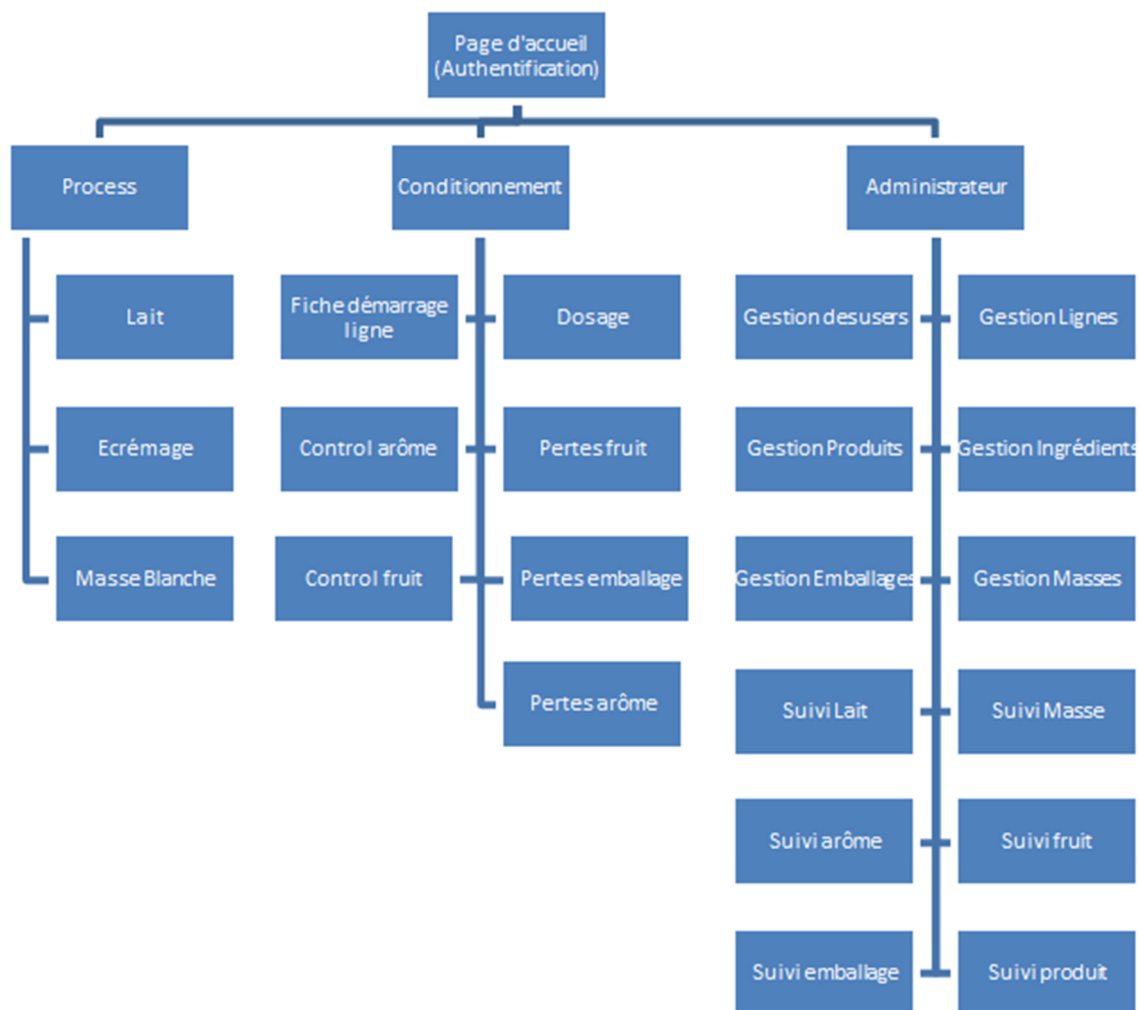 Page d'accueil
(Authentification)
Process
Conditionnement
Administrateur
Lait
Fiche démarrage
ligne
Dosage
Gestion desusers
Gestion Lignes
Ecrémage
Control arôme
Pertes fruit
Gestion Produits
Gestion Ingrédients
Masse Blanche
Control fruit
Pertes emballage
Gestion Emballages
Gestion Masses
Pertes arôme
Suivi Lait
Suivi Masse
Suivi arôme
Suivi fruit
Suivi emballage
Suivi produit